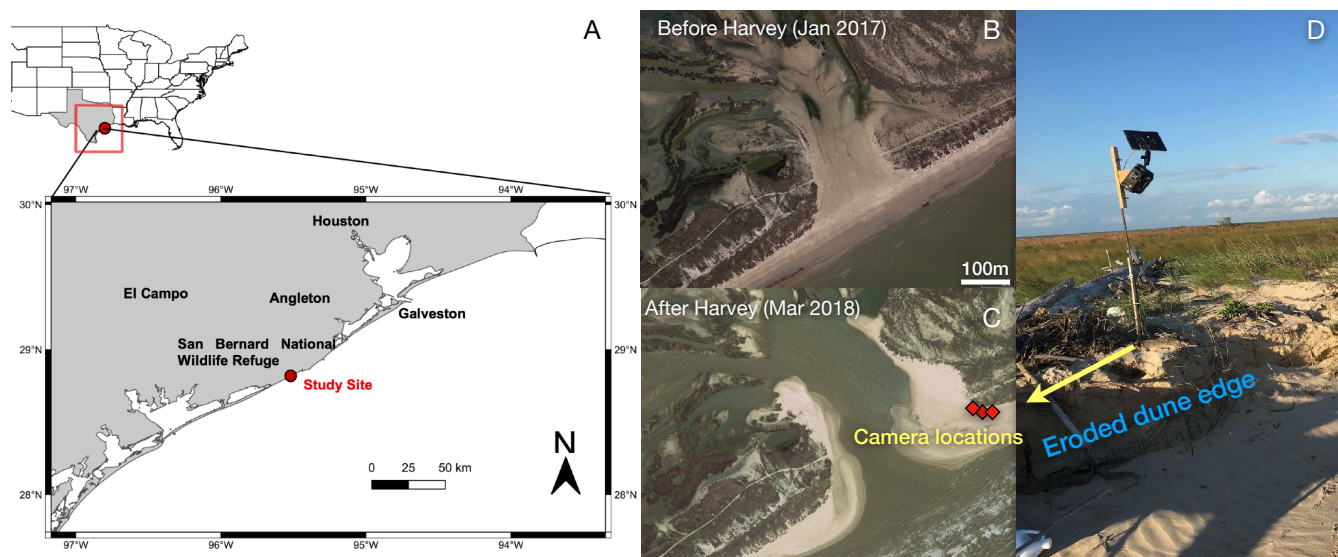 A
97°W
96°W
95°W
94°W
30°N
30°N
Houston
El Campo
Angleton
Galveston
29°N
29°N
San Bernard National
Wildlife Refuge
Study Site
N
0 25 50 km
28°N
28°N
97°W
96°W
95°W
94°W
Before Harvey (Jan 2017)
B
100m
After Harvey (Mar 2018)
C
Camera locations
D
Eroded dune edge